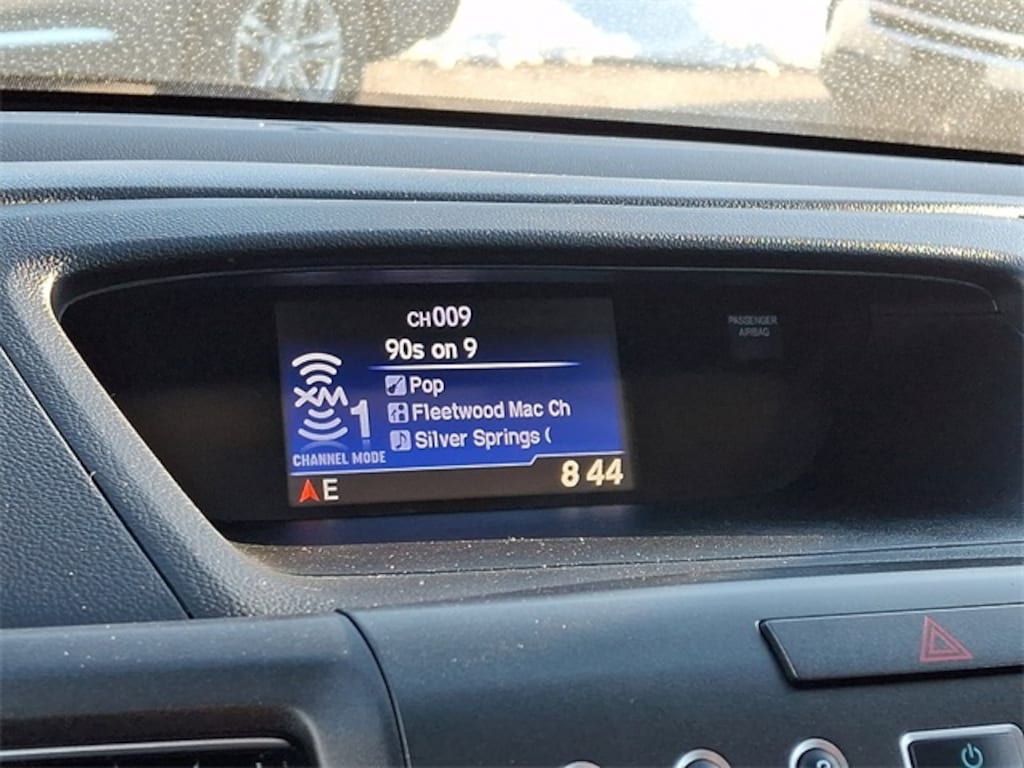 CH009
90s on 9
XM 1
Pop
Fleetwood Mac Ch
Silver Springs (
CHANNEL MODE
E
8 44
PASSENGER
AIRBAG